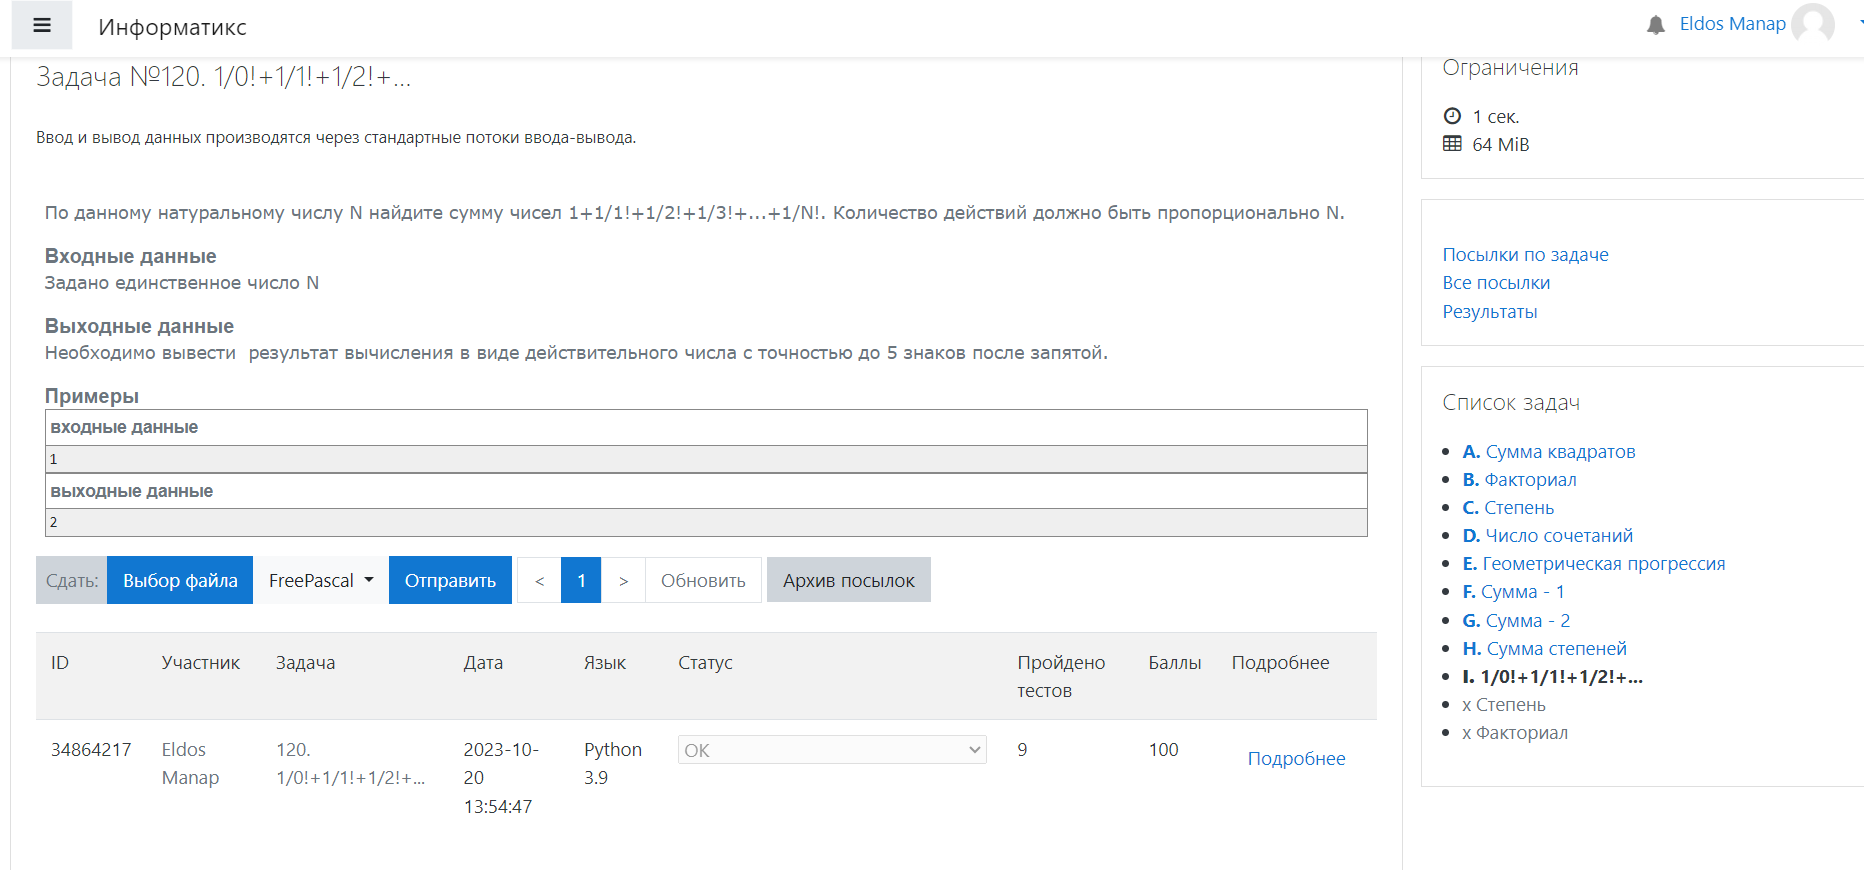 Информатикс
Eldos Manap
Задача №120. 1/0!+1/1!+1/2!+...
Ввод и вывод данных производятся через стандартные потоки ввода-вывода.
По данному натуральному числу N найдите сумму чисел 1+1/1!+1/2!+1/3!+...+1/N!. Количество действий должно быть пропорционально N.
Входные данные
Задано единственное число N
Выходные данные
Необходимо вывести  результат вычисления в виде действительного числа с точностью до 5 знаков после запятой.
Примеры
входные данные
1
выходные данные
2
Сдать: Выбор файла FreePascal Отправить < 1 > Обновить Архив посылок
ID Участник Задача Дата Язык Статус Пройдено тестов Баллы Подробнее
34864217 Eldos Manap 120. 1/0!+1/1!+1/2!+... 2023-10-20 13:54:47 Python 3.9 OK 9 100 Подробнее
Ограничения
1 сек.
64 MiB
Посылки по задаче
Все посылки
Результаты
Список задач
A. Сумма квадратов
B. Факториал
C. Степень
D. Число сочетаний
E. Геометрическая прогрессия
F. Сумма - 1
G. Сумма - 2
H. Сумма степеней
I. 1/0!+1/1!+1/2!+...
x Степень
x Факториал